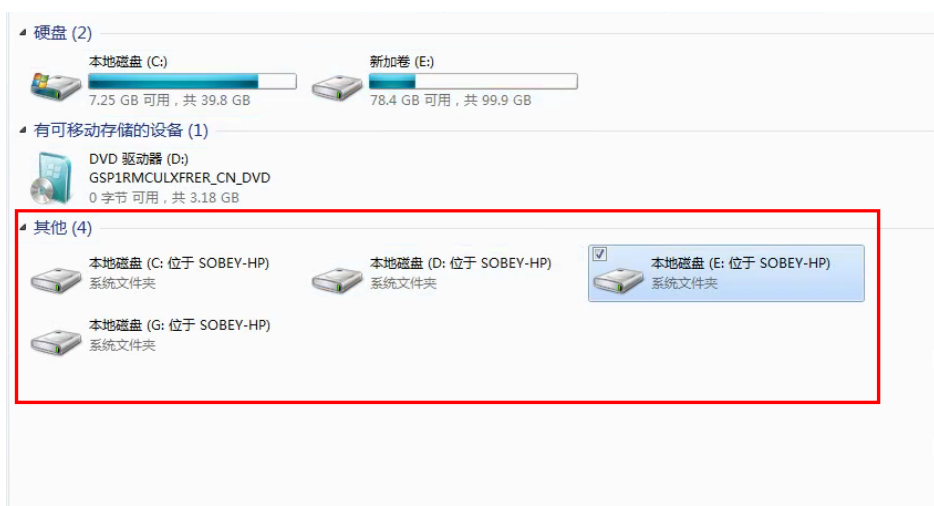 硬盘 (2)
本地磁盘 (C:)
7.25 GB 可用，共 39.8 GB
新加卷 (E:)
78.4 GB 可用，共 99.9 GB
有可移动存储的设备 (1)
DVD 驱动器 (D:)
GSP1RMCULXFRER_CN_DVD
0 字节 可用，共 3.18 GB
其他 (4)
本地磁盘 (C: 位于 SOBEY-HP)
系统文件夹
本地磁盘 (D: 位于 SOBEY-HP)
系统文件夹
本地磁盘 (E: 位于 SOBEY-HP)
系统文件夹
本地磁盘 (G: 位于 SOBEY-HP)
系统文件夹